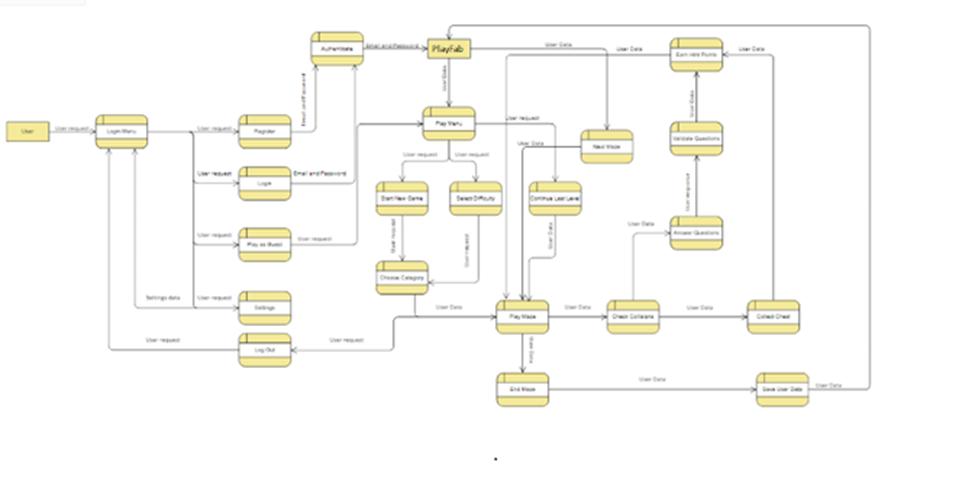 Authenticate
Email and Password
PlayFab
User Data
User Data
Earn Hint Points
User Data
Email and Password
User Data
User Data
User
User request
Login Menu
User request
Register
Play Menu
User request
Validate Questions
User request
User request
User Data
Next Maze
User request
Login
Email and Password
Start New Game
Select Difficulty
Continue Last Level
User response
User request
Play as Guest
User request
User request
User request
User Data
User Data
Answer Questions
Choose Category
Settings data
User request
Settings
User Data
Play Maze
User Data
Check Collisions
User Data
Collect Chest
User request
Log Out
User request
User Data
End Maze
User Data
Save User Data
User Data